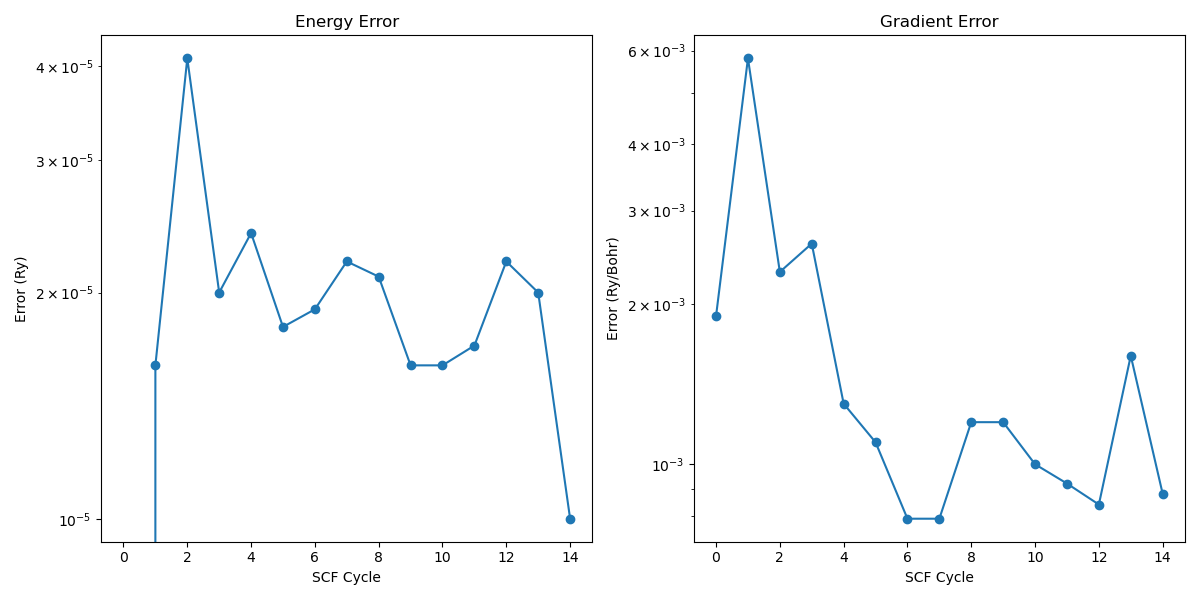 Energy Error
4 × 10⁻⁵
3 × 10⁻⁵
2 × 10⁻⁵
10⁻⁵
Error (Ry)
0 2 4 6 8 10 12 14
SCF Cycle
Gradient Error
6 × 10⁻³
4 × 10⁻³
3 × 10⁻³
2 × 10⁻³
10⁻³
Error (Ry/Bohr)
0 2 4 6 8 10 12 14
SCF Cycle